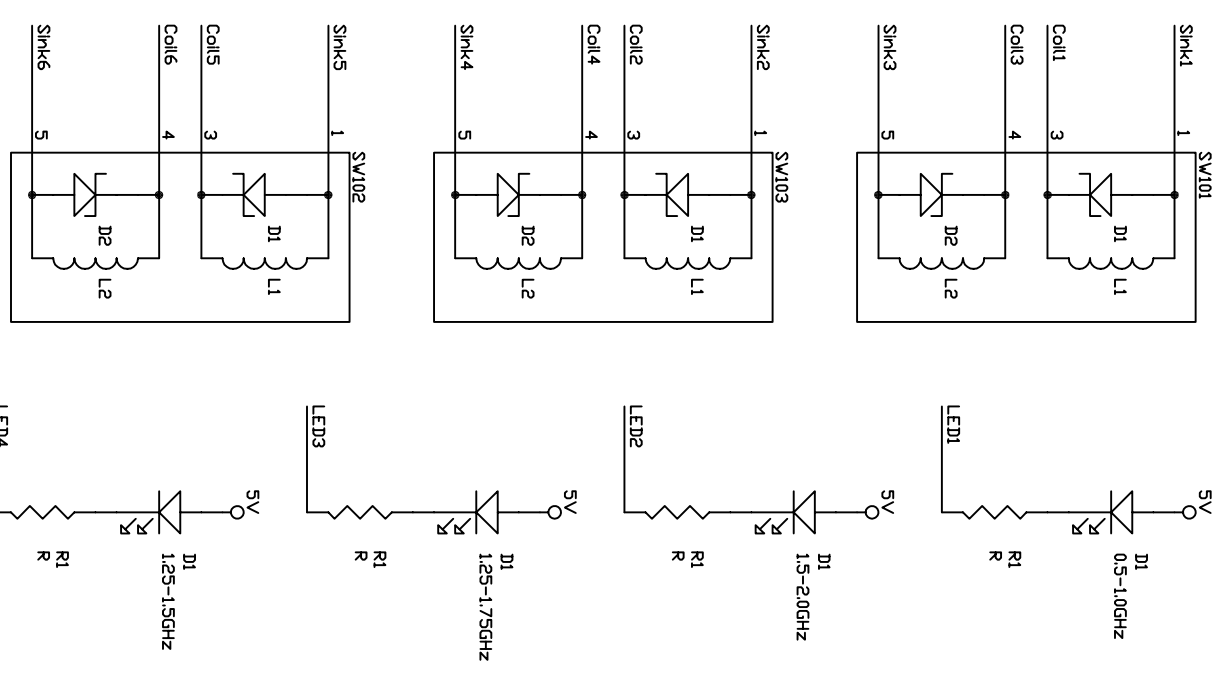 SW101
Sink1
1
Coil1
3
Coil3
4
Sink3
5
D1
L1
D2
L2
SW103
Sink2
1
Coil2
3
Coil4
4
Sink4
5
D1
L1
D2
L2
SW102
Sink5
1
Coil5
3
Coil6
4
Sink6
5
D1
L1
D2
L2
5V
D1
0.5-1.0GHz
R1
R
LED1
5V
D1
1.5-2.0GHz
R1
R
LED2
5V
D1
1.25-1.75GHz
R1
R
LED3
5V
D1
1.25-1.5GHz
R1
R
LED4